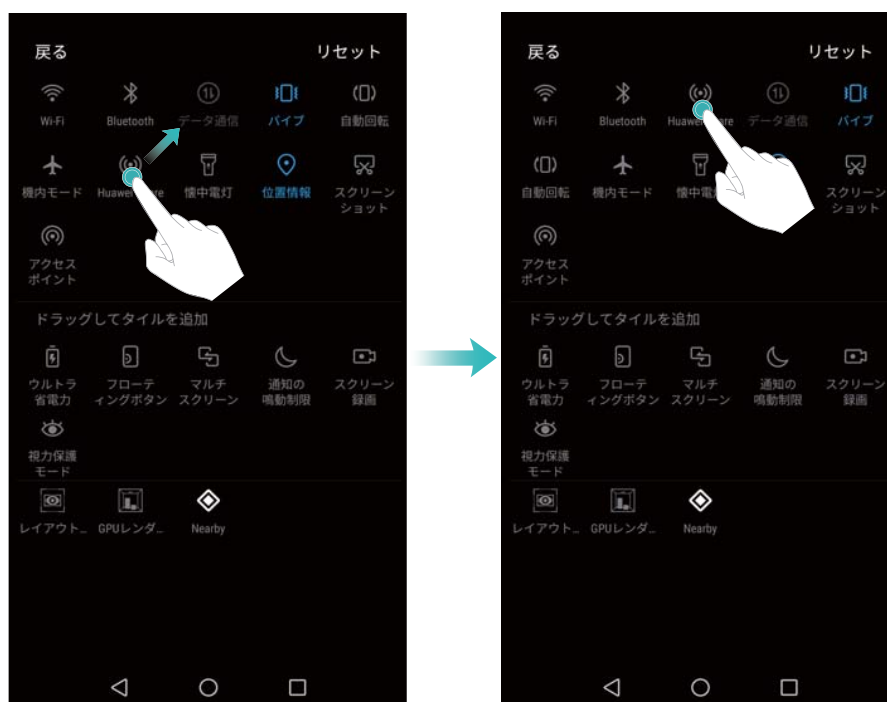 戻る リセット
Wi-Fi Bluetooth データ通信 バイブ 自動回転
機内モード Huawei 懐中電灯 位置情報 スクリーン
ショット
アクセス
ポイント
ドラッグしてタイルを追加
ウルトラ フローテ マルチ 通知の スクリーン
省電力 ィングボタン スクリーン 鳴動制限 録画
視力保護
モード
レイアウト… GPUレンダ… Nearby
戻る リセット
Wi-Fi Bluetooth Huawei データ通信 バイブ
自動回転 機内モード 懐中電 スクリーン
ショット
アクセス
ポイント
ドラッグしてタイルを追加
ウルトラ フローテ マルチ 通知の スクリーン
省電力 ィングボタン スクリーン 鳴動制限 録画
視力保護
モード
レイアウト… GPUレンダ… Nearby